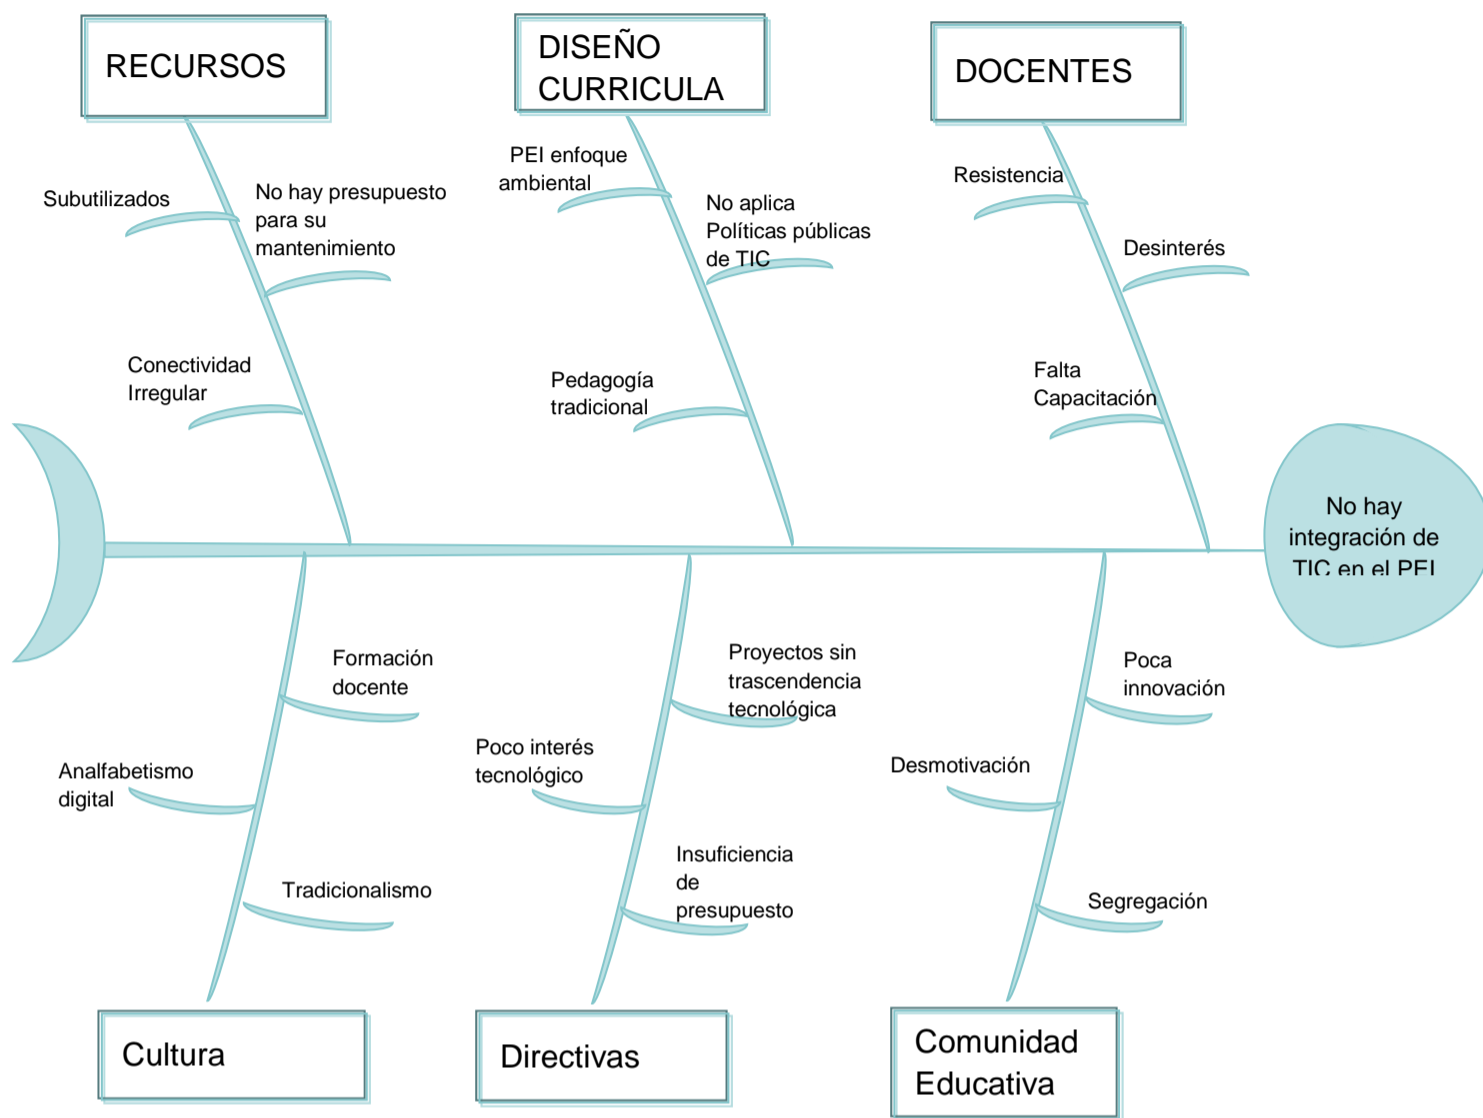 RECURSOS
DISEÑO
CURRICULA
DOCENTES
Subutilizados
No hay presupuesto
para su
mantenimiento
Conectividad
Irregular
PEI enfoque
ambiental
No aplica
Políticas públicas
de TIC
Pedagogía
tradicional
Resistencia
Desinterés
Falta
Capacitación
No hay
integración de
TIC en el PEI
Formación
docente
Analfabetismo
digital
Tradicionalismo
Proyectos sin
trascendencia
tecnológica
Poco interés
tecnológico
Insuficiencia
de
presupuesto
Poca
innovación
Desmotivación
Segregación
Cultura
Directivas
Comunidad
Educativa